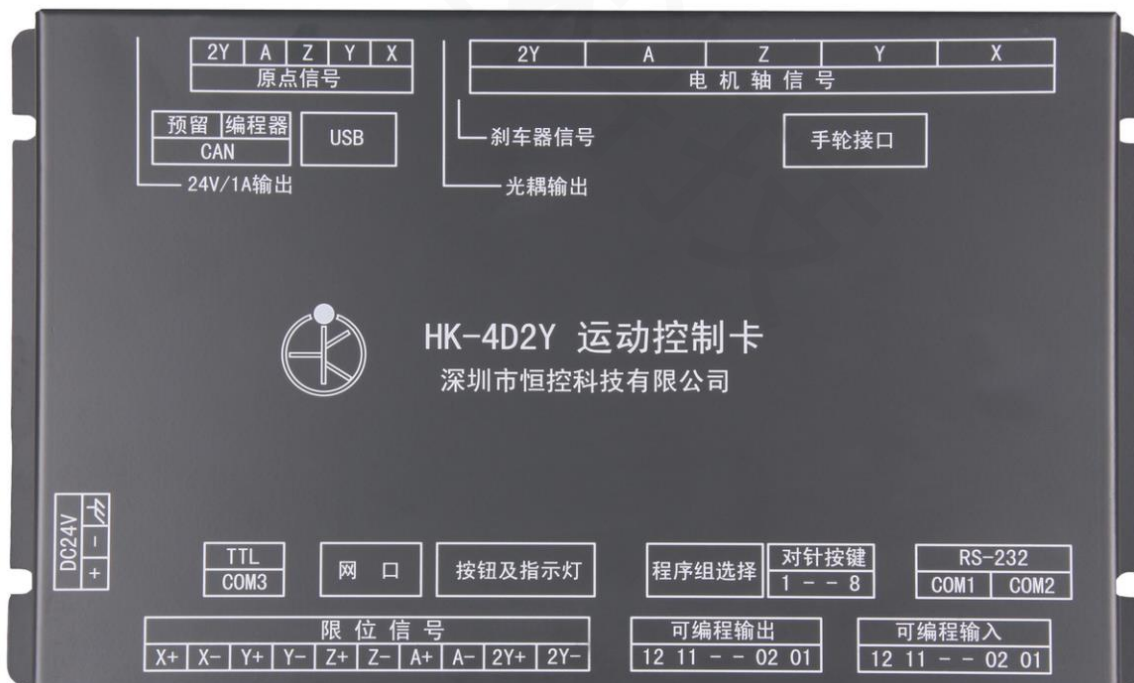 2Y A Z Y X
原点信号
2Y A Z Y X
电机轴信号
预留 编程器
CAN
USB
刹车器信号
手轮接口
24V/1A输出
光耦输出
HK-4D2Y 运动控制卡
深圳市恒控科技有限公司
DC24V
- +
TTL
COM3
网 口
按钮及指示灯
程序组选择
对针按键
1 - - 8
RS-232
COM1 COM2
限位信号
X+ X- Y+ Y- Z+ Z- A+ A- 2Y+ 2Y-
可编程输出
12 11 - - 02 01
可编程输入
12 11 - - 02 01